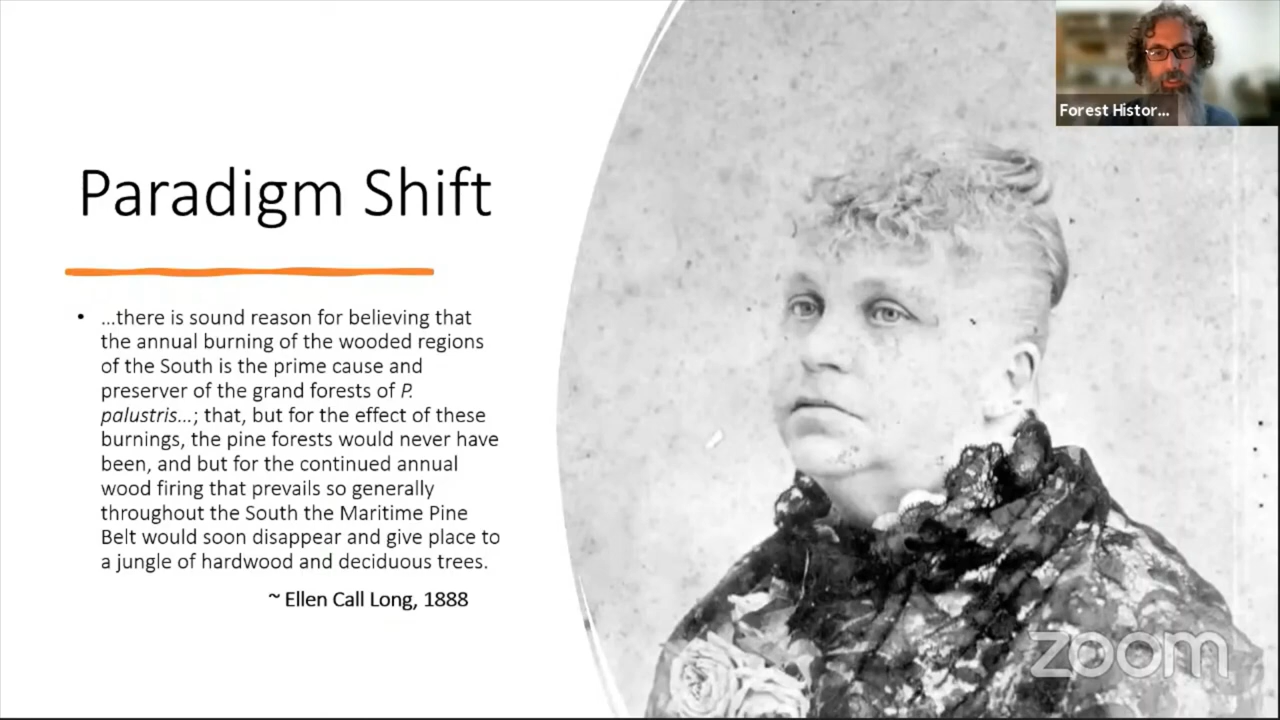 Forest Histor...
Paradigm Shift
• ...there is sound reason for believing that
the annual burning of the wooded regions
of the South is the prime cause and
preserver of the grand forests of P.
palustris...; that, but for the effect of these
burnings, the pine forests would never have
been, and but for the continued annual
wood firing that prevails so generally
throughout the South the Maritime Pine
Belt would soon disappear and give place to
a jungle of hardwood and deciduous trees.
~ Ellen Call Long, 1888
zoom